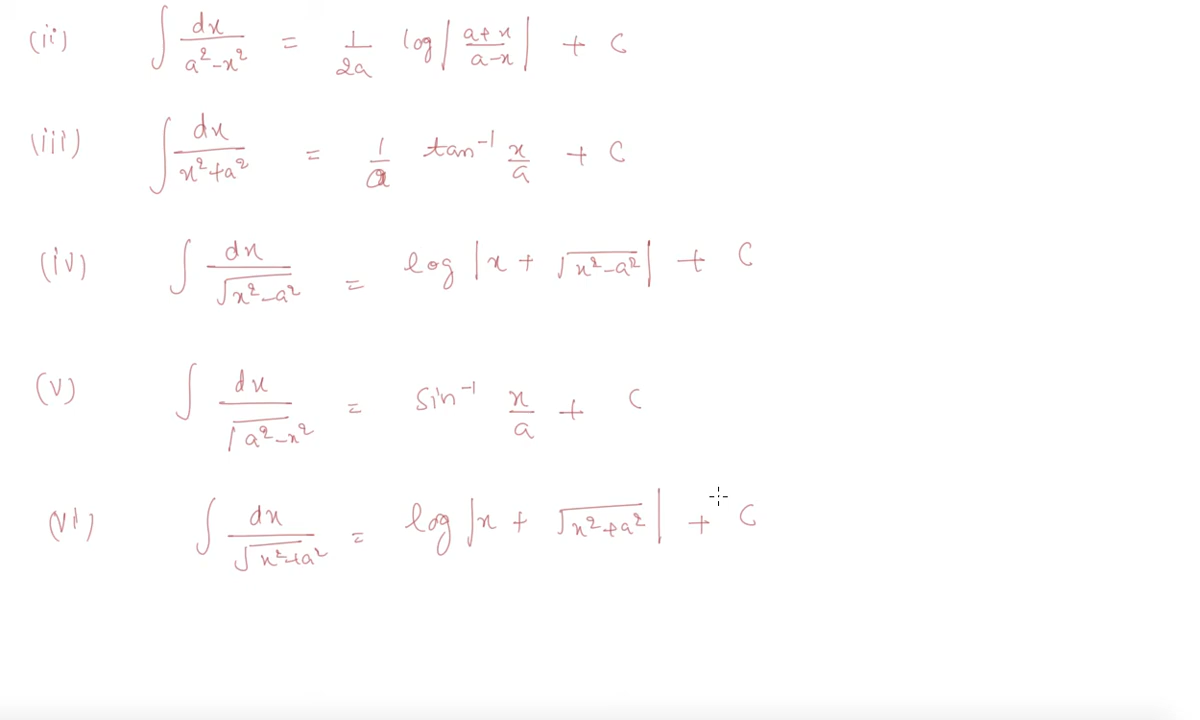 (ii) ∫ dx/(a²-x²) = 1/2a log |(a+x)/(a-x)| + C
(iii) ∫ dx/(x²+a²) = 1/a tan⁻¹ x/a + C
(iv) ∫ dx/√(x²-a²) = log |x + √(x²-a²)| + C
(v) ∫ dx/√(a²-x²) = sin⁻¹ x/a + C
(vi) ∫ dx/√(x²+a²) = log |x + √(x²+a²)| + C